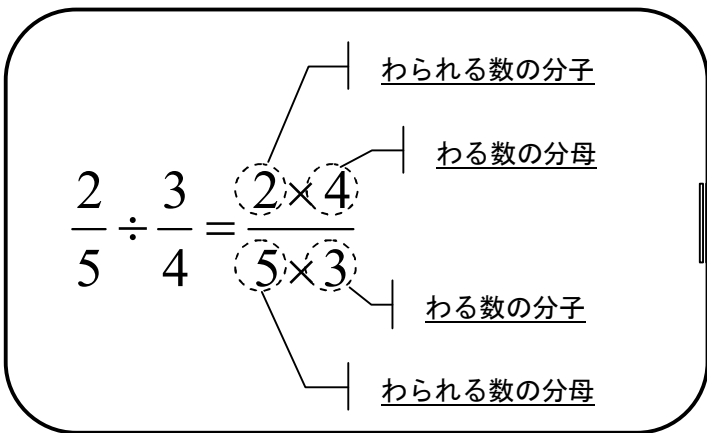 わられる数の分子
わる数の分母
2/5 ÷ 3/4 = 2×4/5×3
わる数の分子
わられる数の分母